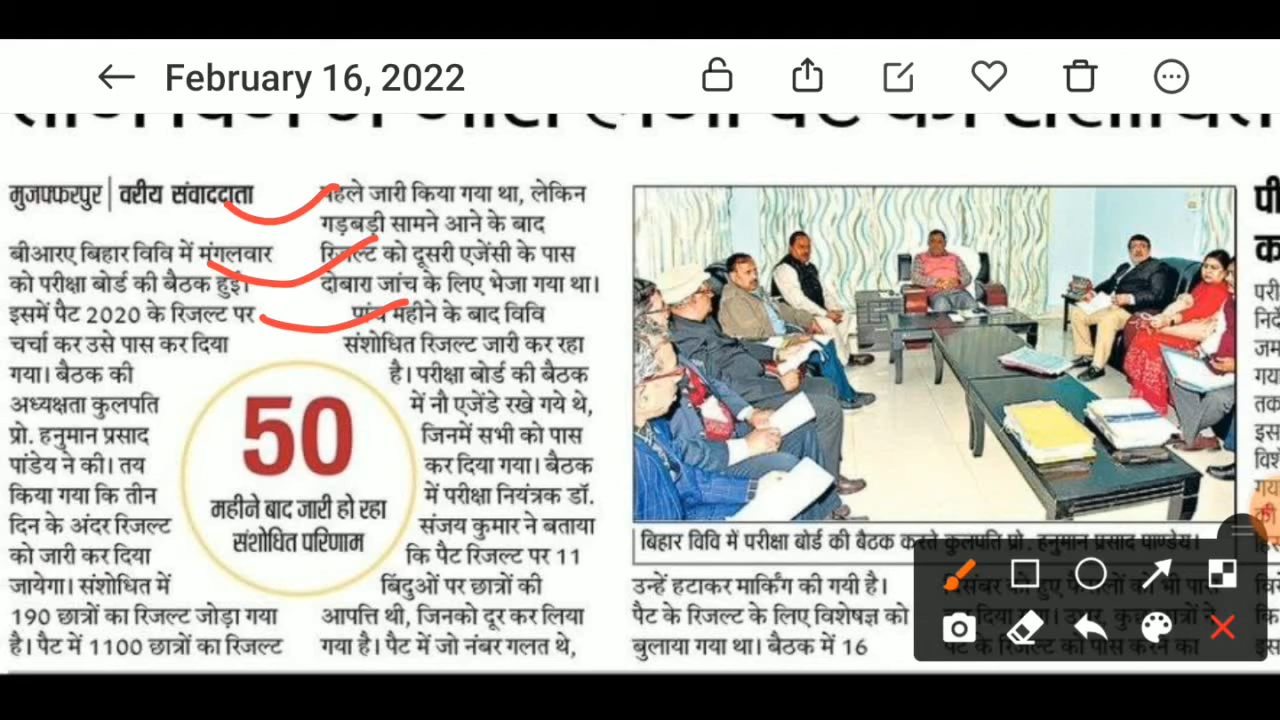 February 16, 2022
मुजफ्फरपुर | वरीय संवाददाता
बीआरए बिहार विवि में मंगलवार
को परीक्षा बोर्ड की बैठक हुई।
इसमें पैट 2020 के रिजल्ट पर
चर्चा कर उसे पास कर दिया
गया। बैठक की
अध्यक्षता कुलपति
प्रो. हनुमान प्रसाद
पांडेय ने की। तय
किया गया कि तीन
दिन के अंदर रिजल्ट
को जारी कर दिया
जायेगा। संशोधित में
190 छात्रों का रिजल्ट जोड़ा गया
है। पैट में 1100 छात्रों का रिजल्ट
50
महीने बाद जारी हो रहा
संशोधित परिणाम
पहले जारी किया गया था, लेकिन
गड़बड़ी सामने आने के बाद
रिजल्ट को दूसरी एजेंसी के पास
दोबारा जांच के लिए भेजा गया था।
पांच महीने के बाद विवि
संशोधित रिजल्ट जारी कर रहा
है। परीक्षा बोर्ड की बैठक
में नौ एजेंडे रखे गये थे,
जिनमें सभी को पास
कर दिया गया। बैठक
में परीक्षा नियंत्रक डॉ.
संजय कुमार ने बताया
कि पैट रिजल्ट पर 11
बिंदुओं पर छात्रों की
आपत्ति थी, जिनको दूर कर लिया
गया है। पैट में जो नंबर गलत थे,
बिहार विवि में परीक्षा बोर्ड की बैठक करते कुलपति प्रो. हनुमान प्रसाद पाण्डेय।
उन्हें हटाकर मार्किंग की गयी है।
पैट के रिजल्ट के लिए विशेषज्ञ को
बुलाया गया था। बैठक में 16
पैट के रिजल्ट को पास करने का